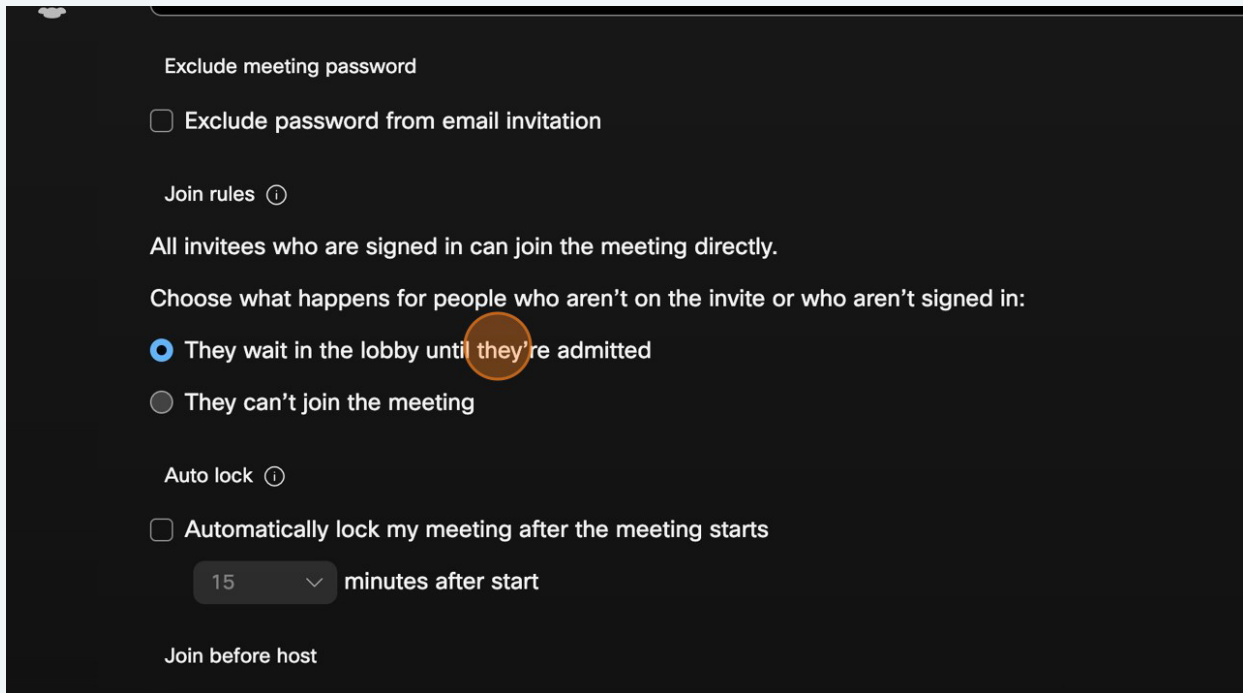 Exclude meeting password
Exclude password from email invitation
Join rules
All invitees who are signed in can join the meeting directly.
Choose what happens for people who aren’t on the invite or who aren’t signed in:
They wait in the lobby until they’re admitted
They can’t join the meeting
Auto lock
Automatically lock my meeting after the meeting starts
15 minutes after start
Join before host